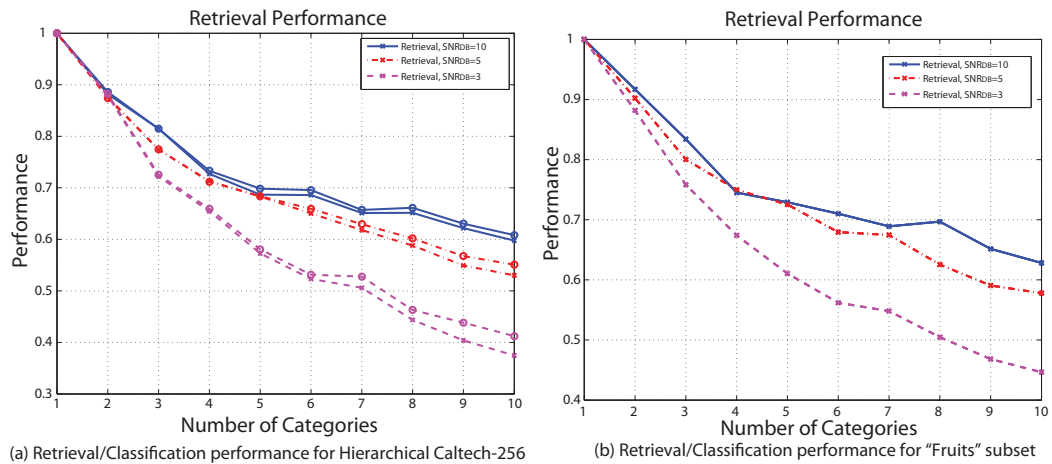 Retrieval Performance
1
0.9
0.8
0.7
0.6
0.5
0.4
0.3
Performance
Retrieval, SNRDB=10
Retrieval, SNRDB=5
Retrieval, SNRDB=3
1 2 3 4 5 6 7 8 9 10
Number of Categories
(a) Retrieval/Classification performance for Hierarchical Caltech-256
Retrieval Performance
1
0.9
0.8
0.7
0.6
0.5
0.4
Performance
Retrieval, SNRDB=10
Retrieval, SNRDB=5
Retrieval, SNRDB=3
1 2 3 4 5 6 7 8 9 10
Number of Categories
(b) Retrieval/Classification performance for “Fruits” subset